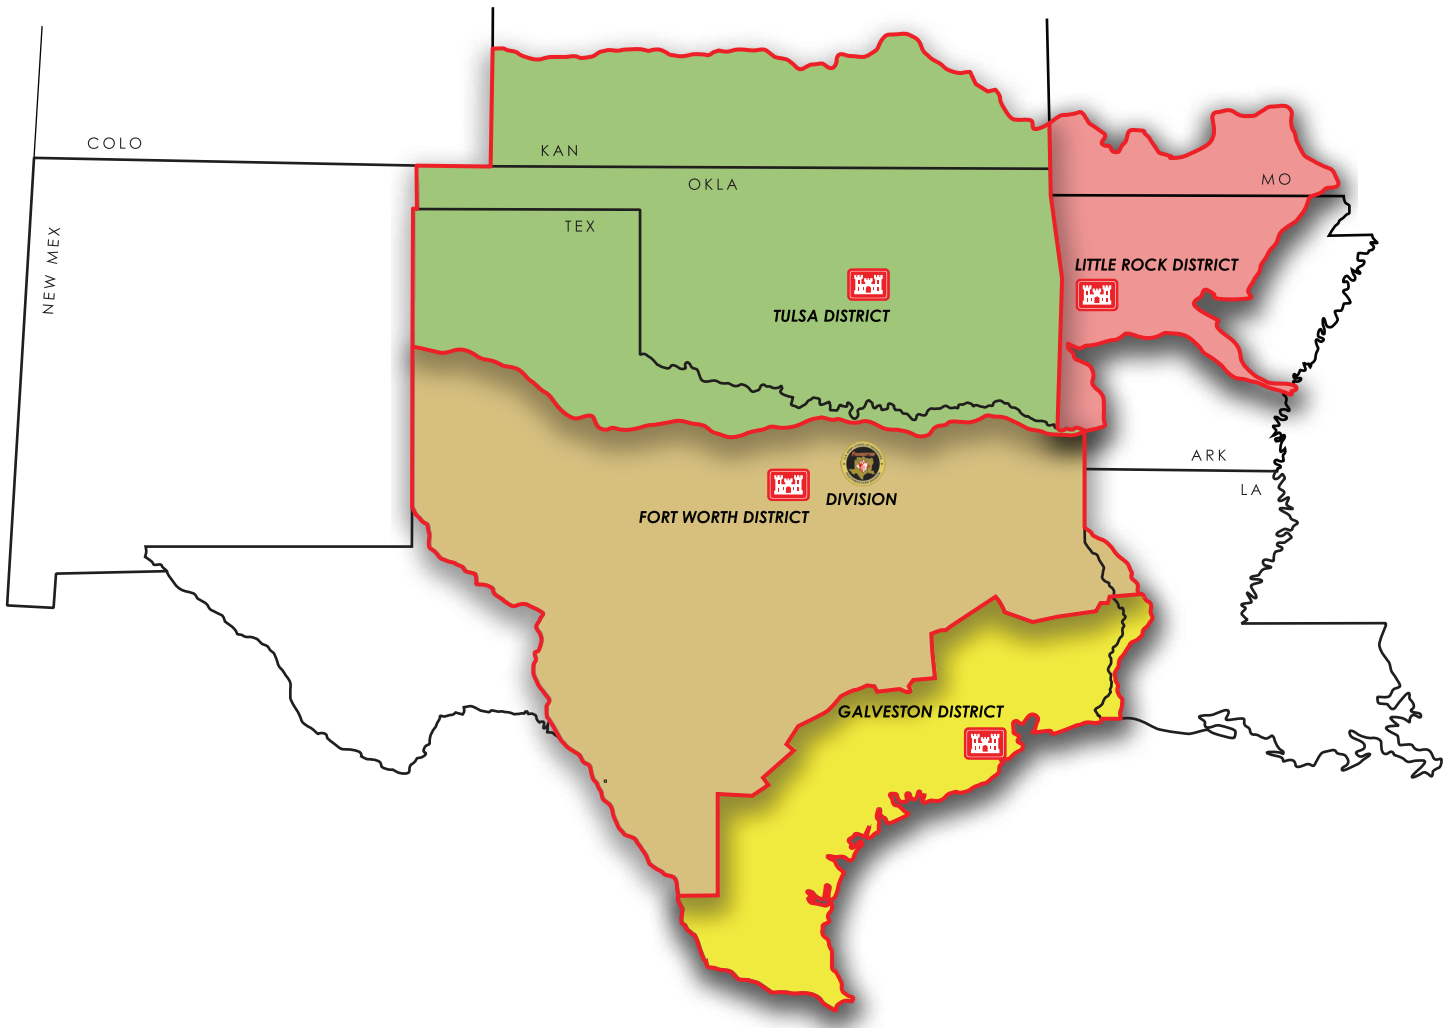 COLO
KAN
OKLA
MO
TEX
NEW MEX
LITTLE ROCK DISTRICT
TULSA DISTRICT
ARK
LA
DIVISION
FORT WORTH DISTRICT
GALVESTON DISTRICT